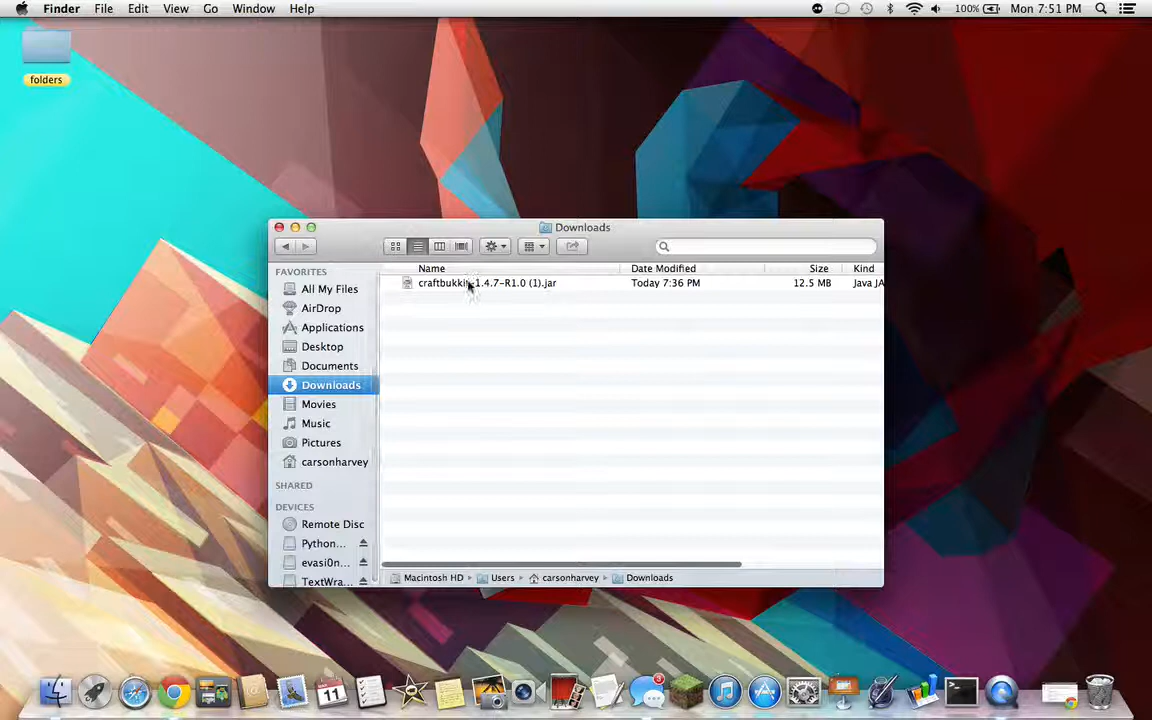 Finder File Edit View Go Window Help 100% Mon 7:51 PM
folders
Downloads
Name Date Modified Size Kind
craftbukkit-1.4.7-R1.0 (1).jar Today 7:36 PM 12.5 MB Java JA
FAVORITES
All My Files
AirDrop
Applications
Desktop
Documents
Downloads
Movies
Music
Pictures
carsonharvey
SHARED
DEVICES
Remote Disc
Python...
evasi0n...
TextWra...
Macintosh HD Users carsonharvey Downloads
11
3